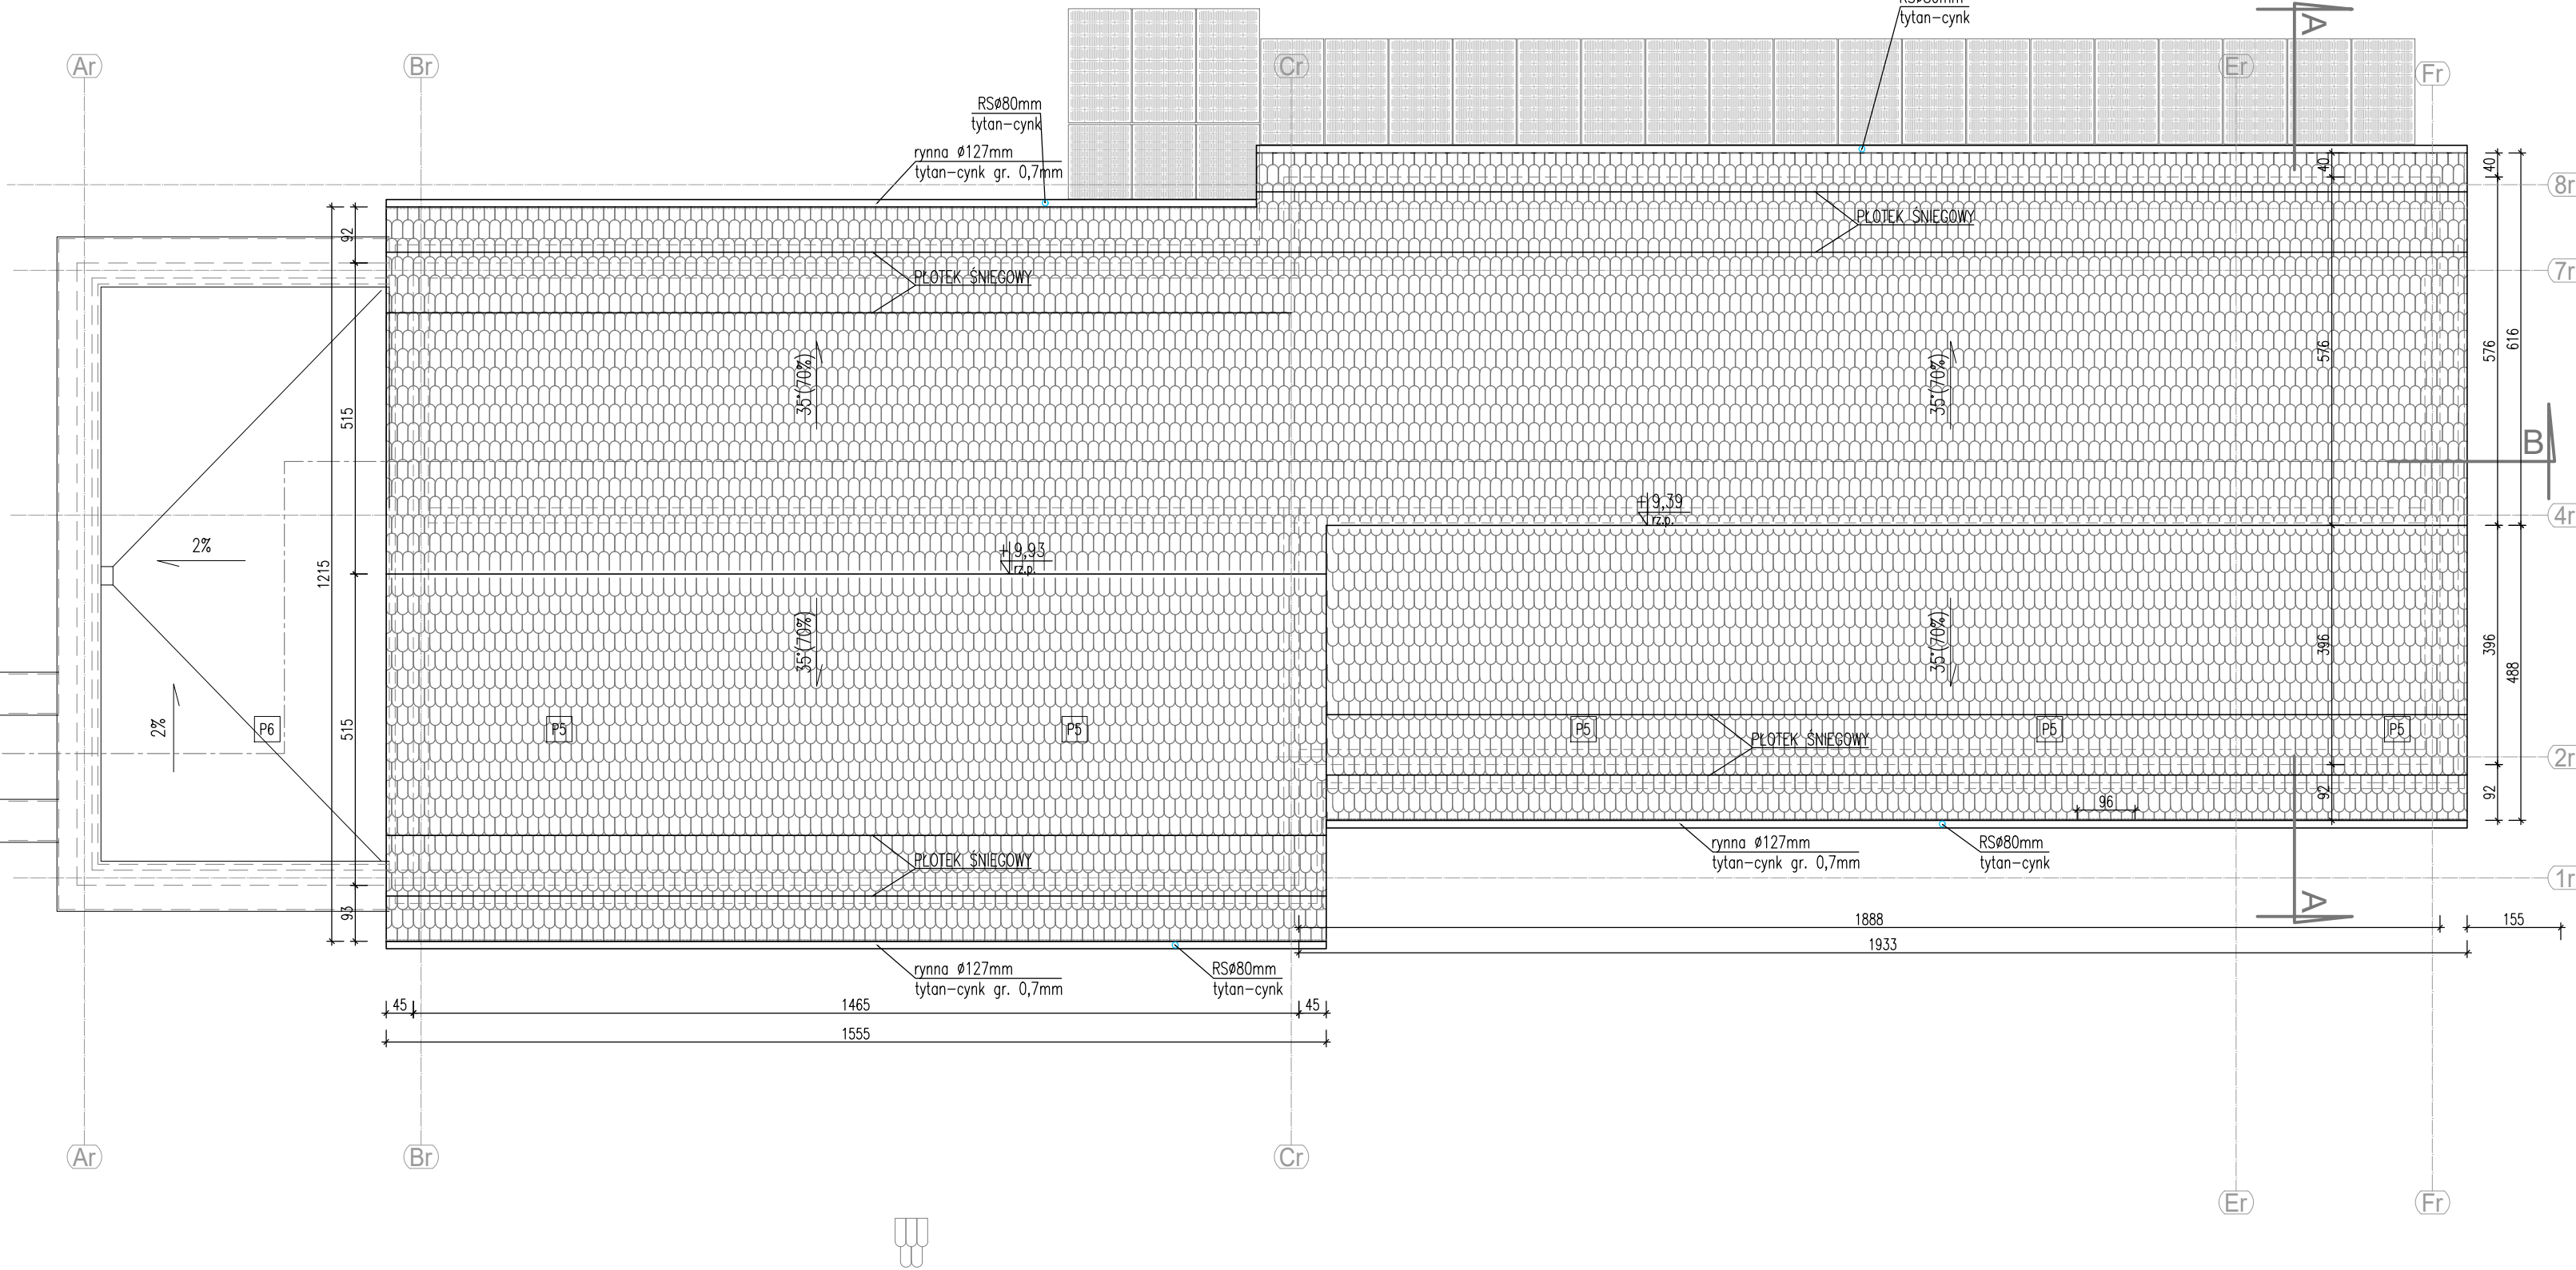 tytan-cynk
A
Ar
Br
Cr
Er
Fr
RSø80mm
tytan-cynk
rynna ø127mm
tytan-cynk gr. 0,7mm
40
40
8r
PŁOTEK ŚNIEGOWY
92
7r
PŁOTEK ŚNIEGOWY
35°(70%)
35°(70%)
576
576
616
515
B
+9,39
rz.p.
4r
2%
+9,93
rz.p.
1215
35°(70%)
35°(70%)
396
396
488
2%
P6
515
P5
P5
P5
P5
P5
PŁOTEK ŚNIEGOWY
2r
96
92
92
rynna ø127mm
tytan-cynk gr. 0,7mm
RSø80mm
tytan-cynk
PŁOTEK ŚNIEGOWY
1r
93
A
1888
155
1933
rynna ø127mm
tytan-cynk gr. 0,7mm
RSø80mm
tytan-cynk
45
1465
45
1555
Ar
Br
Cr
Er
Fr